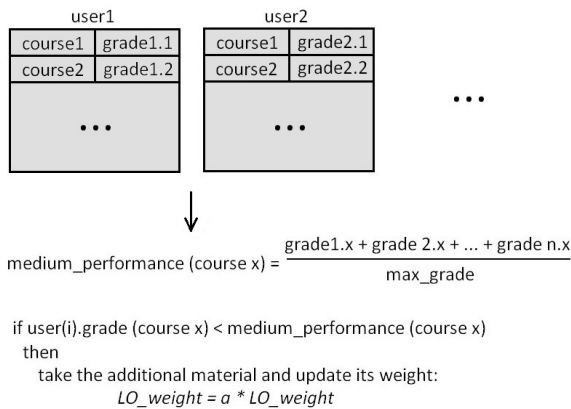 user1 user2
course1 grade1.1 course1 grade2.1
course2 grade1.2 course2 grade2.2
... ... ...
medium_performance (course x) = grade1.x + grade 2.x + ... + grade n.x
max_grade
if user(i).grade (course x) < medium_performance (course x)
then
take the additional material and update its weight:
LO_weight = a * LO_weight